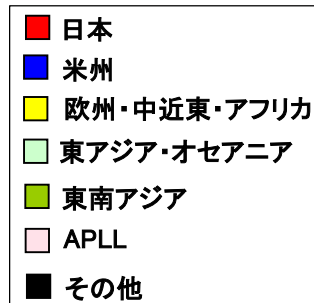 日本
米州
欧州・中近東・アフリカ
東アジア・オセアニア
東南アジア
APLL
その他